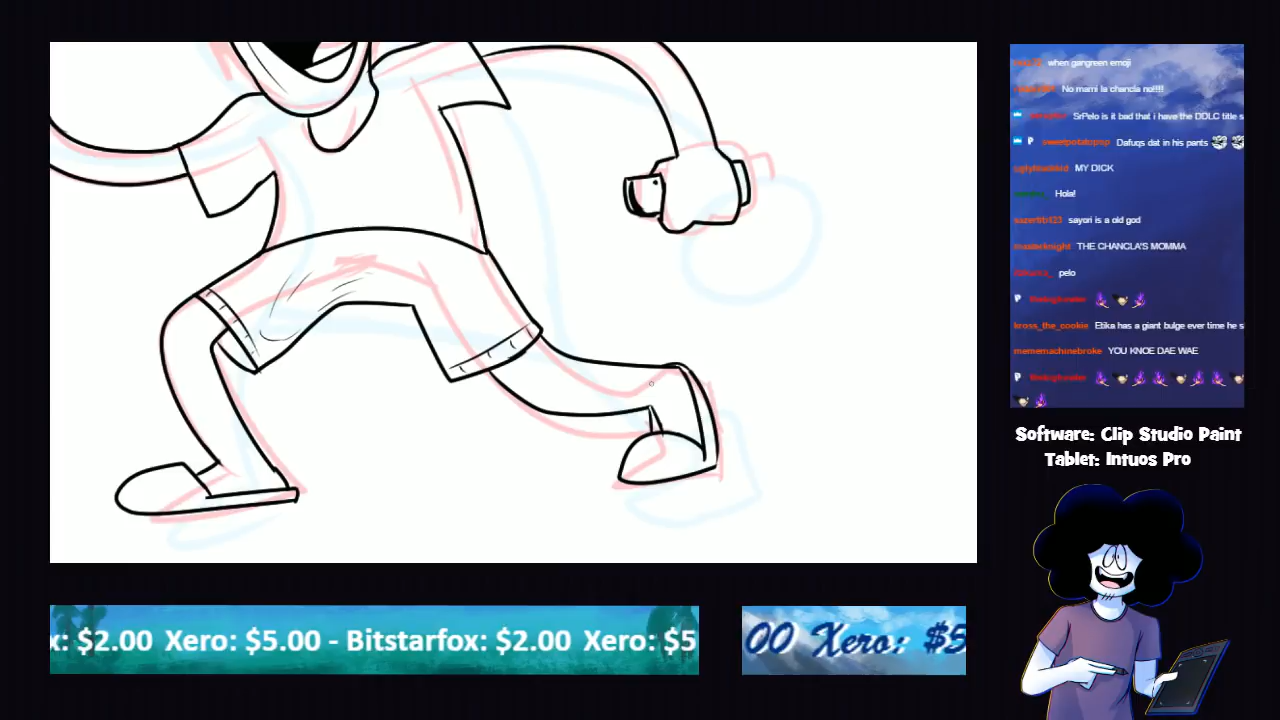 when gangreen emoji
No mami la chancla no!!!!
SrPelo is it bad that i have the DDLC title s
sweetpotatopop Dafuqs dat in his pants
MY DICK
Hola!
sayori is a old god
masterknight THE CHANCLA'S MOMMA
pelo
kross_the_cookie Etika has a giant bulge ever time he s
mememachinebroke YOU KNOE DAE WAE
Software: Clip Studio Paint
Tablet: Intuos Pro
x: $2.00 Xero: $5.00 - Bitstarfox: $2.00 Xero: $5
00 Xero: $5